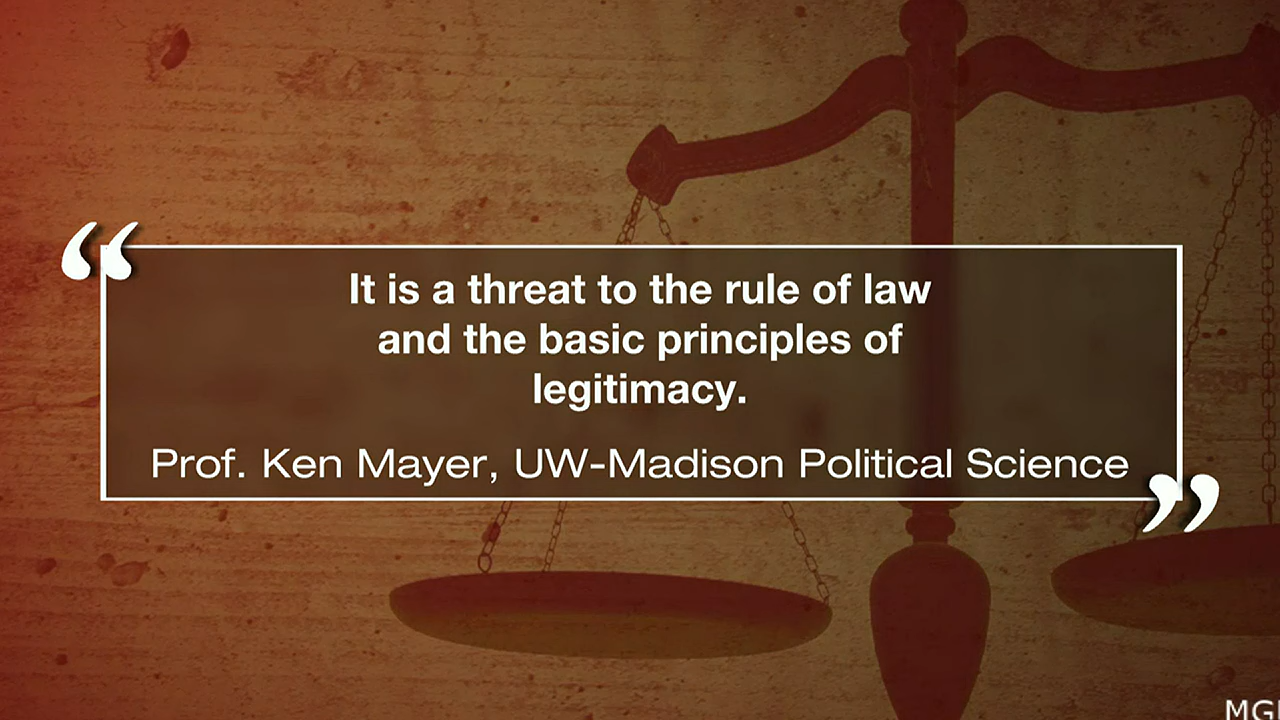 “
It is a threat to the rule of law
and the basic principles of
legitimacy.
Prof. Ken Mayer, UW-Madison Political Science
”
MG